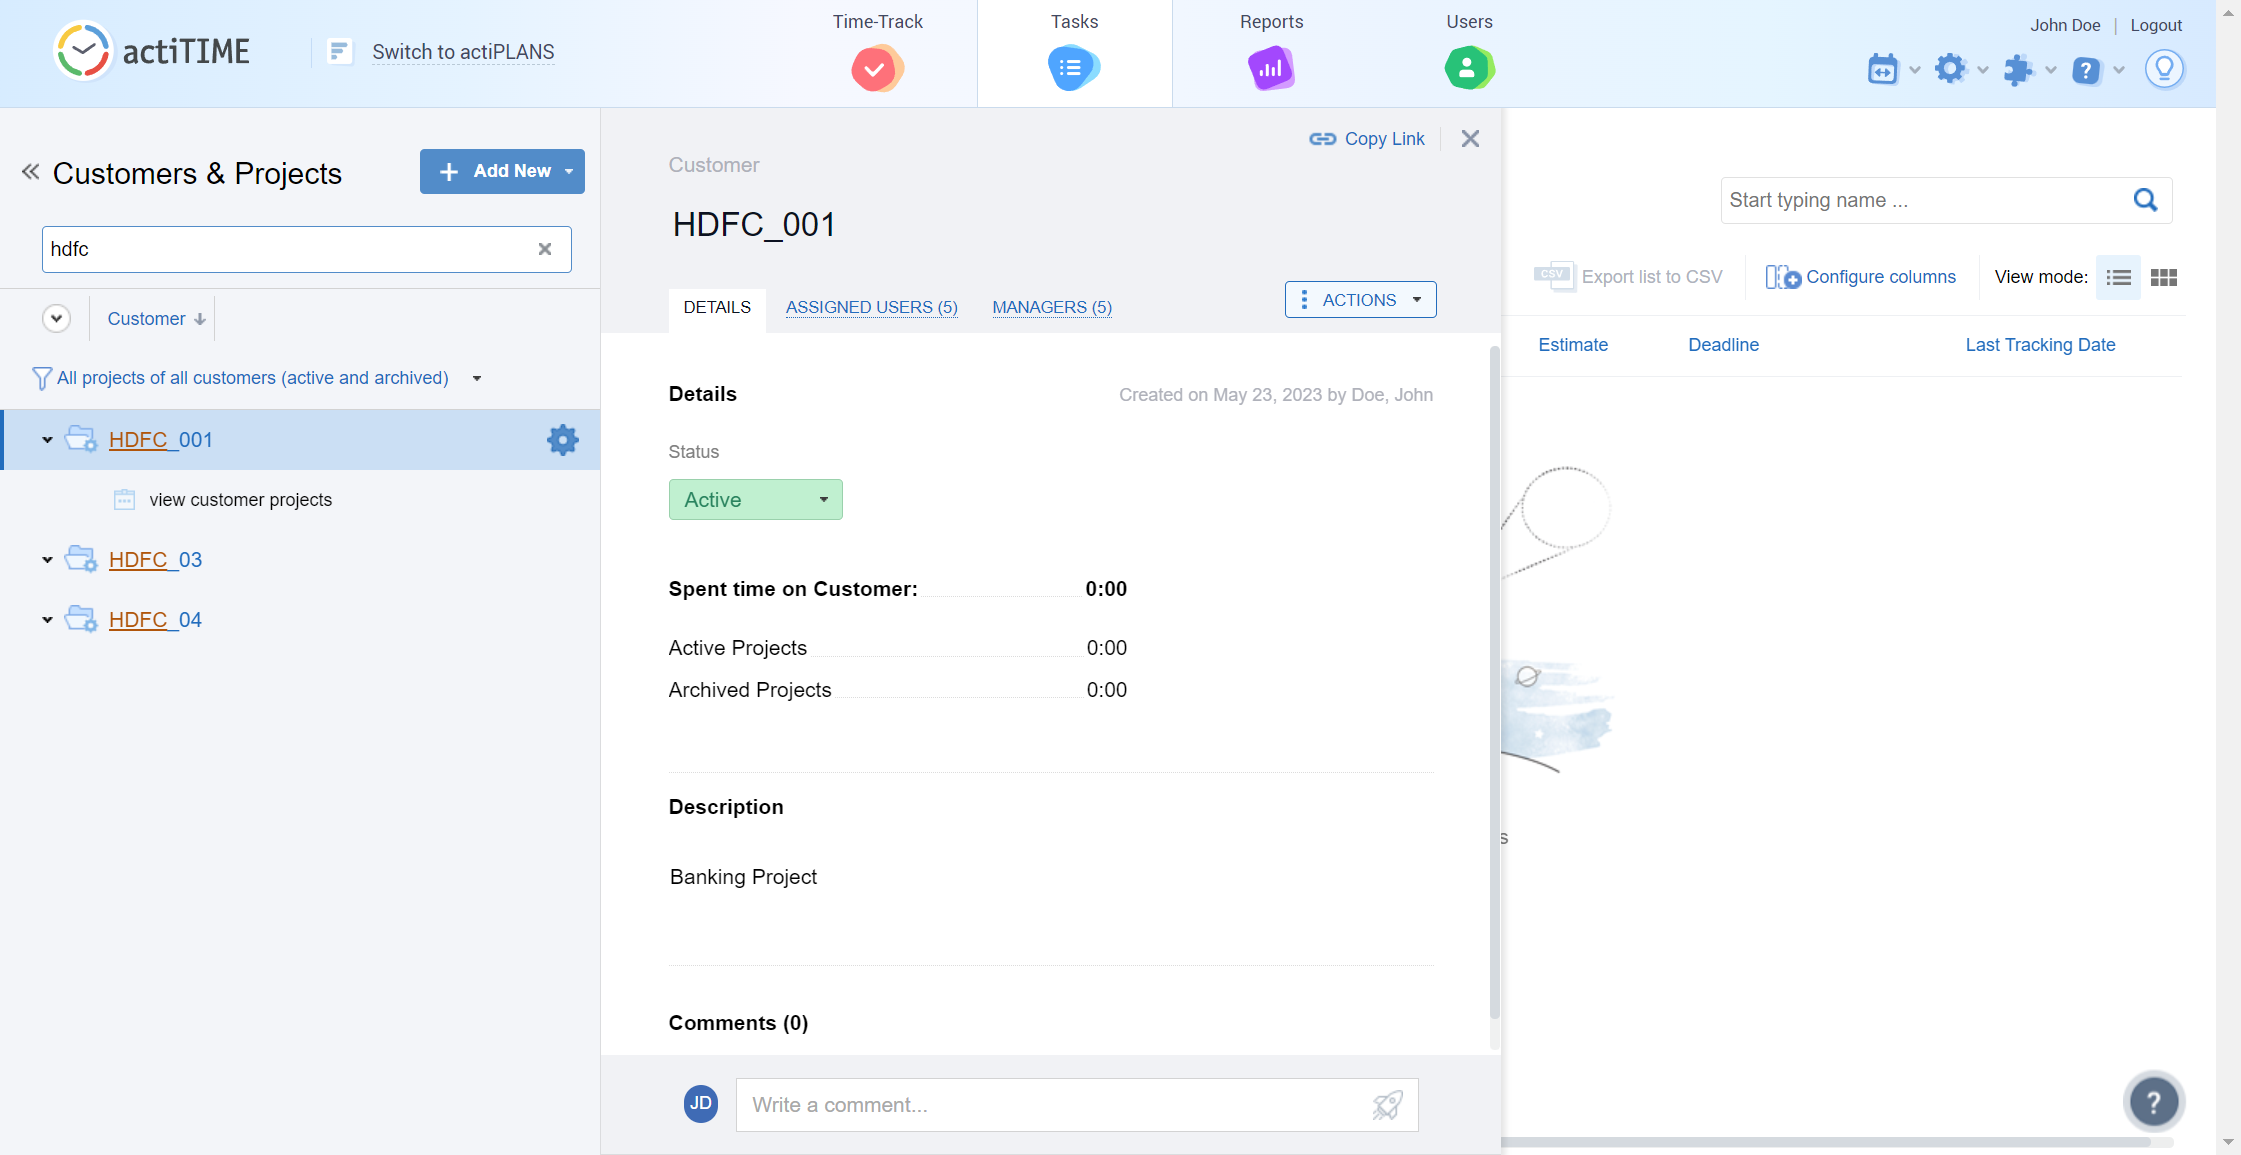 actiTIME
Switch to actiPLANS
Time-Track
Tasks
Reports
Users
John Doe | Logout
Customers & Projects
Add New
hdfc
Customer
All projects of all customers (active and archived)
HDFC_001
view customer projects
HDFC_03
HDFC_04
Copy Link
Customer
HDFC_001
DETAILS
ASSIGNED USERS (5)
MANAGERS (5)
ACTIONS
Details
Created on May 23, 2023 by Doe, John
Status
Active
Spent time on Customer: 0:00
Active Projects 0:00
Archived Projects 0:00
Description
Banking Project
Comments (0)
JD
Write a comment...
Start typing name ...
CSV
Export list to CSV
Configure columns
View mode:
Estimate
Deadline
Last Tracking Date
s
?
?